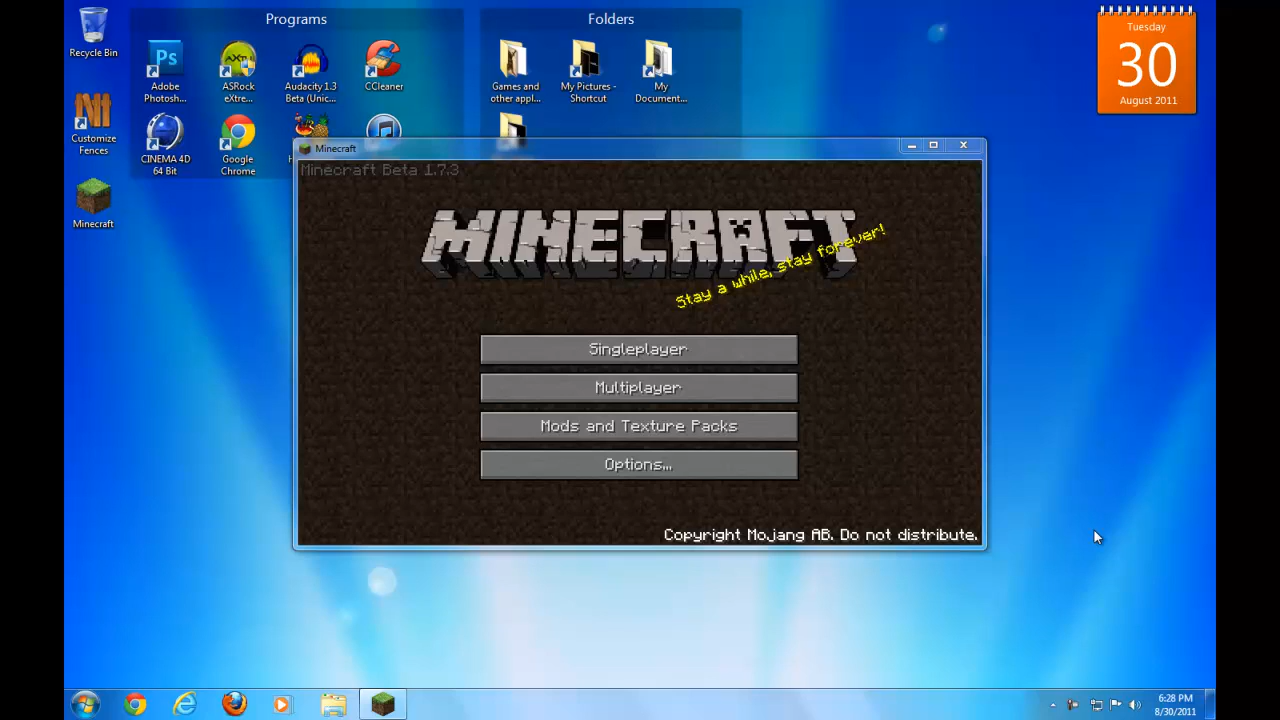 Programs
Folders
Recycle Bin
Ps
Adobe
Photosh...
ASRock
eXtre...
Audacity 1.3
Beta (Unic...
CCleaner
Games and
other appl...
My Pictures -
Shortcut
My
Document...
Tuesday
30
August 2011
Customize
Fences
CINEMA 4D
64 Bit
Google
Chrome
Minecraft
Minecraft
Minecraft Beta 1.7.3
MINECRAFT
Stay a while, stay forever!
Singleplayer
Multiplayer
Mods and Texture Packs
Options...
Copyright Mojang AB. Do not distribute.
6:28 PM
8/30/2011